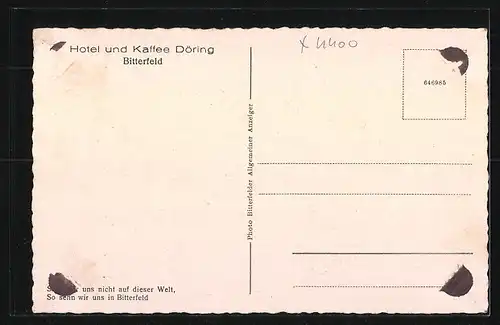 Hotel und Kaffee Döring
Bitterfeld
x 4400
646985
Photo Bitterfelder Allgemeiner Anzeiger
uns nicht auf dieser Welt,
So sehn wir uns in Bitterfeld